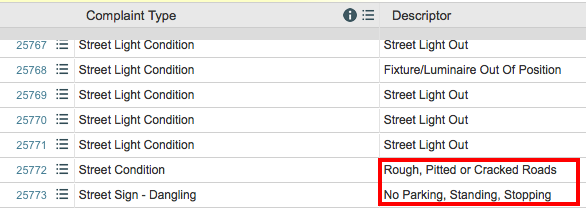 Complaint Type Descriptor
25767 Street Light Condition Street Light Out
25768 Street Light Condition Fixture/Luminaire Out Of Position
25769 Street Light Condition Street Light Out
25770 Street Light Condition Street Light Out
25771 Street Light Condition Street Light Out
25772 Street Condition Rough, Pitted or Cracked Roads
25773 Street Sign - Dangling No Parking, Standing, Stopping